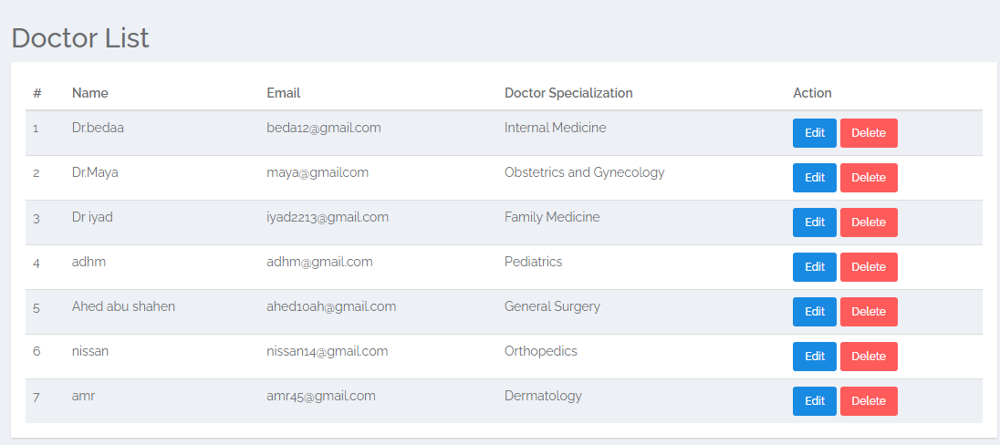 Doctor List
# Name Email Doctor Specialization Action
1 Dr.bedaa beda12@gmail.com Internal Medicine Edit Delete
2 Dr.Maya maya@gmailcom Obstetrics and Gynecology Edit Delete
3 Dr iyad iyad2213@gmail.com Family Medicine Edit Delete
4 adhm adhm@gmail.com Pediatrics Edit Delete
5 Ahed abu shahen ahed10ah@gmail.com General Surgery Edit Delete
6 nissan nissan14@gmail.com Orthopedics Edit Delete
7 amr amr45@gmail.com Dermatology Edit Delete